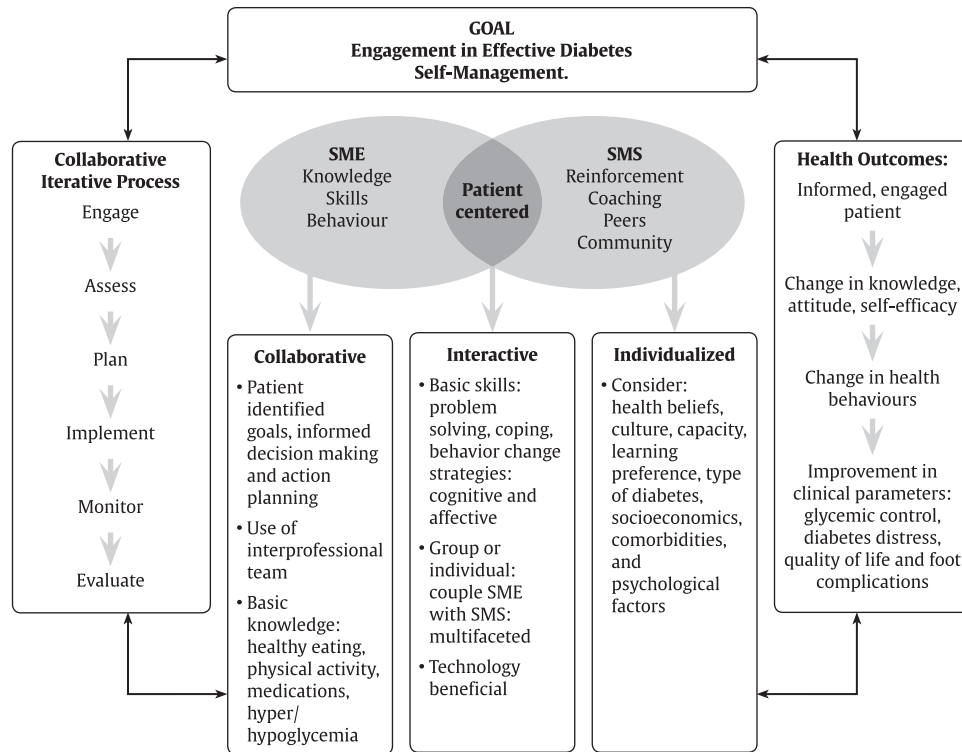 GOAL
Engagement in Effective Diabetes
Self-Management.
Collaborative
Iterative Process
Engage
Assess
Plan
Implement
Monitor
Evaluate
SME
Knowledge
Skills
Behaviour
Patient
centered
SMS
Reinforcement
Coaching
Peers
Community
Collaborative
• Patient
identified
goals, informed
decision making
and action
planning
• Use of
interprofessional
team
• Basic
knowledge:
healthy eating,
physical activity,
medications,
hyper/
hypoglycemia
Interactive
• Basic skills:
problem
solving, coping,
behavior change
strategies:
cognitive and
affective
• Group or
individual:
couple SME
with SMS:
multifaceted
• Technology
beneficial
Individualized
• Consider:
health beliefs,
culture, capacity,
learning
preference, type
of diabetes,
socioeconomics,
comorbidities,
and
psychological
factors
Health Outcomes:
Informed, engaged
patient
Change in knowledge,
attitude, self-efficacy
Change in health
behaviours
Improvement in
clinical parameters:
glycemic control,
diabetes distress,
quality of life and foot
complications